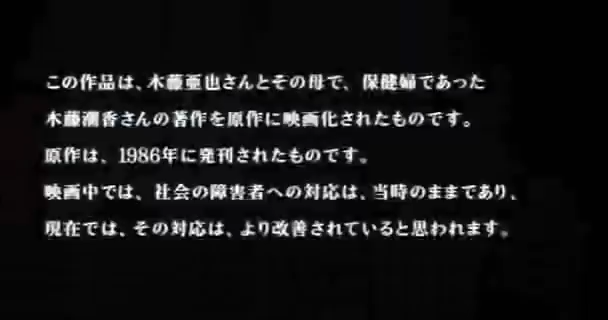 この作品は、木藤亜也さんとその母で、保健婦であった
木藤潮香さんの著作を原作に映画化されたものです。
原作は、1986年に発刊されたものです。
映画中では、社会の障害者への対応は、当時のままであり、
現在では、その対応は、より改善されていると思われます。